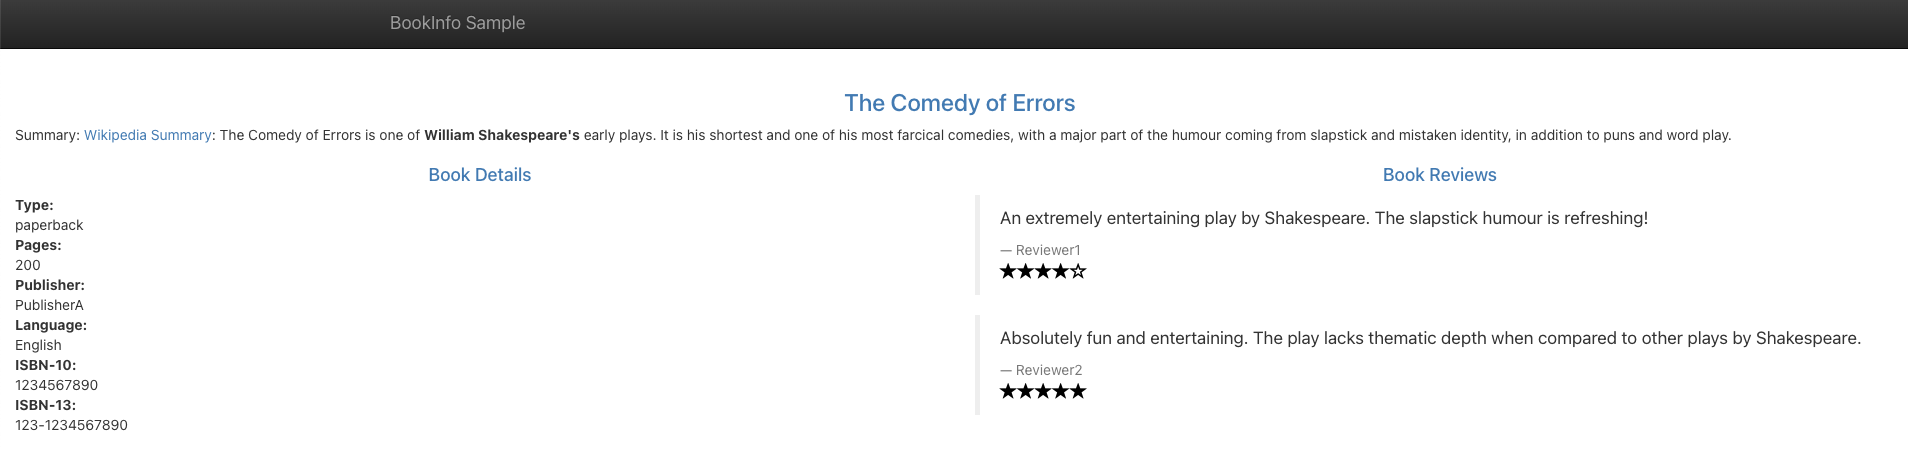 BookInfo Sample
The Comedy of Errors
Summary: Wikipedia Summary: The Comedy of Errors is one of William Shakespeare's early plays. It is his shortest and one of his most farcical comedies, with a major part of the humour coming from slapstick and mistaken identity, in addition to puns and word play.
Book Details
Type:
paperback
Pages:
200
Publisher:
PublisherA
Language:
English
ISBN-10:
1234567890
ISBN-13:
123-1234567890
Book Reviews
An extremely entertaining play by Shakespeare. The slapstick humour is refreshing!
— Reviewer1
★★★★☆
Absolutely fun and entertaining. The play lacks thematic depth when compared to other plays by Shakespeare.
— Reviewer2
★★★★★